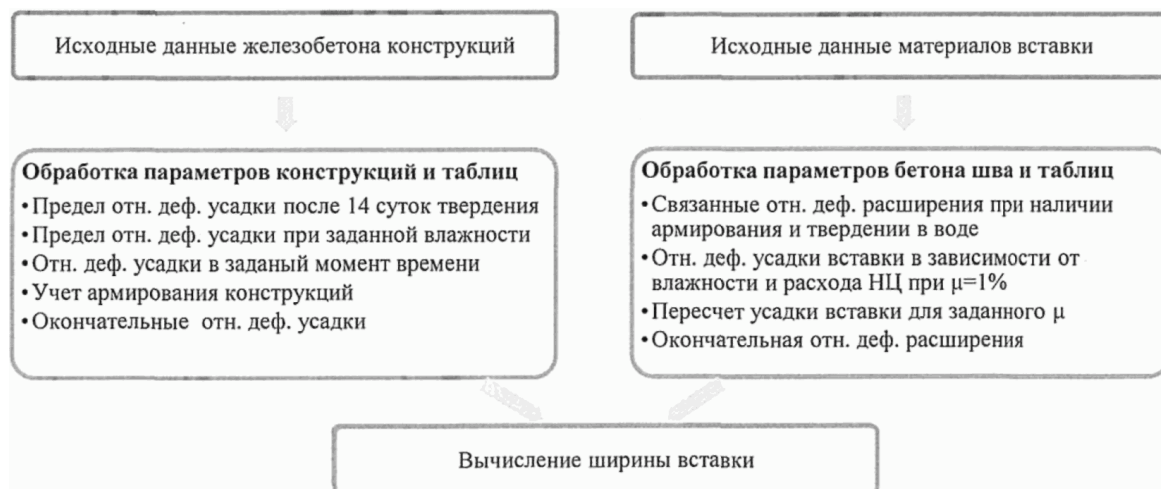 Исходные данные железобетона конструкций
Исходные данные материалов вставки
Обработка параметров конструкций и таблиц
•Предел отн. деф. усадки после 14 суток твердения
•Предел отн. деф. усадки при заданной влажности
•Отн. деф. усадки в заданый момент времени
•Учет армирования конструкций
•Окончательные отн. деф. усадки
Обработка параметров бетона шва и таблиц
•Связанные отн. деф. расширения при наличии
армирования и твердении в воде
•Отн. деф. усадки вставки в зависимости от
влажности и расхода НЦ при μ=1%
•Пересчет усадки вставки для заданного μ
•Окончательная отн. деф. расширения
Вычисление ширины вставки